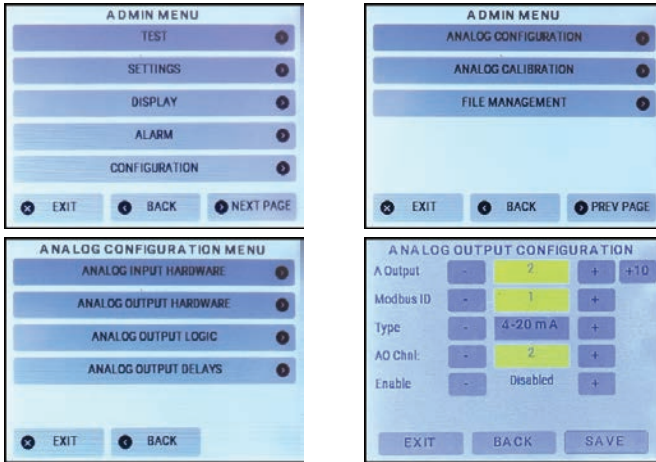 ADMIN MENU
TEST
SETTINGS
DISPLAY
ALARM
CONFIGURATION
EXIT BACK NEXT PAGE
ADMIN MENU
ANALOG CONFIGURATION
ANALOG CALIBRATION
FILE MANAGEMENT
EXIT BACK PREV PAGE
ANALOG CONFIGURATION MENU
ANALOG INPUT HARDWARE
ANALOG OUTPUT HARDWARE
ANALOG OUTPUT LOGIC
ANALOG OUTPUT DELAYS
EXIT BACK
ANALOG OUTPUT CONFIGURATION
A Output - 2 + +10
Modbus ID - 1 +
Type - 4-20 mA +
AO Chnl: - 2 +
Enable - Disabled +
EXIT BACK SAVE